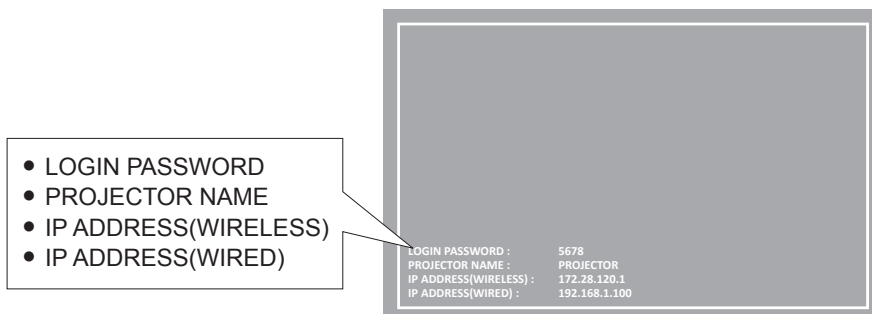 ● LOGIN PASSWORD
● PROJECTOR NAME
● IP ADDRESS(WIRELESS)
● IP ADDRESS(WIRED)
LOGIN PASSWORD : 5678
PROJECTOR NAME : PROJECTOR
IP ADDRESS(WIRELESS) : 172.28.120.1
IP ADDRESS(WIRED) : 192.168.1.100